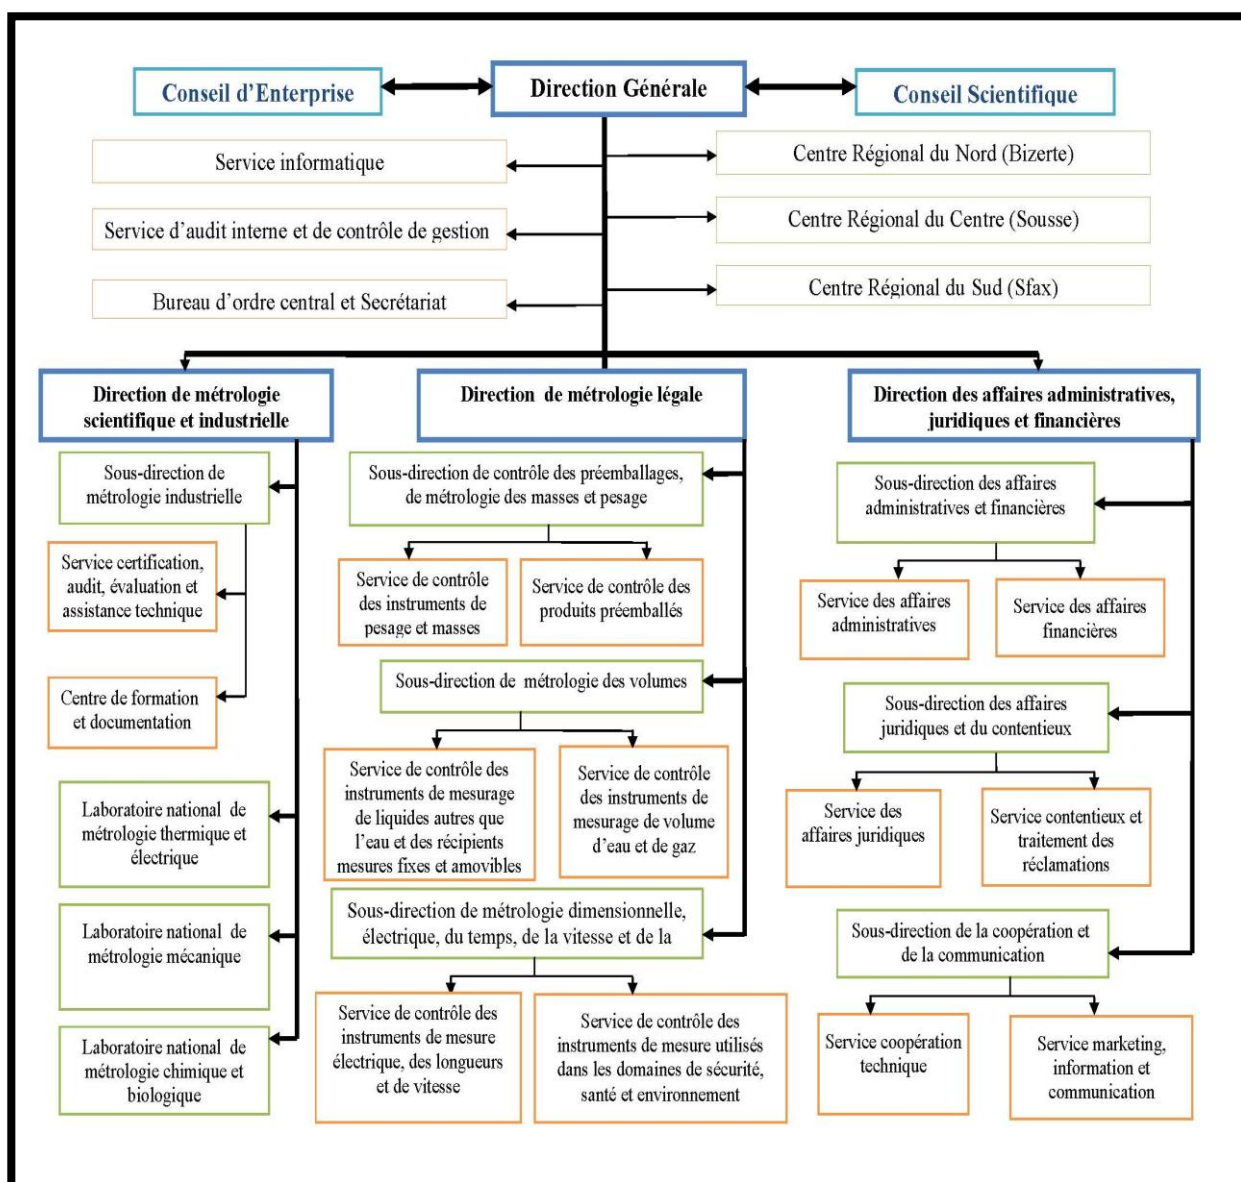 Conseil d’Enterprise
Direction Générale
Conseil Scientifique
Service informatique
Service d’audit interne et de contrôle de gestion
Bureau d’ordre central et Secrétariat
Centre Régional du Nord (Bizerte)
Centre Régional du Centre (Sousse)
Centre Régional du Sud (Sfax)
Direction de métrologie
scientifique et industrielle
Sous-direction de
métrologie industrielle
Service certification,
audit, évaluation et
assistance technique
Centre de formation
et documentation
Laboratoire national de
métrologie thermique et
électrique
Laboratoire national de
métrologie mécanique
Laboratoire national de
métrologie chimique et
biologique
Direction de métrologie légale
Sous-direction de contrôle des préemballages,
de métrologie des masses et pesage
Service de contrôle
des instruments de
pesage et masses
Service de contrôle des
produits préemballés
Sous-direction de métrologie des volumes
Service de contrôle des
instruments de mesurage
de liquides autres que
l’eau et des récipients
mesures fixes et amovibles
Service de contrôle
des instruments de
mesurage de volume
d’eau et de gaz
Sous-direction de métrologie dimensionnelle,
électrique, du temps, de la vitesse et de la
Service de contrôle des
instruments de mesure
électrique, des longueurs
et de vitesse
Service de contrôle des
instruments de mesure utilisés
dans les domaines de sécurité,
santé et environnement
Direction des affaires administratives,
juridiques et financières
Sous-direction des affaires
administratives et financières
Service des affaires
administratives
Service des affaires
financières
Sous-direction des affaires
juridiques et du contentieux
Service des
affaires juridiques
Service contentieux et
traitement des
réclamations
Sous-direction de la coopération et
de la communication
Service coopération
technique
Service marketing,
information et
communication